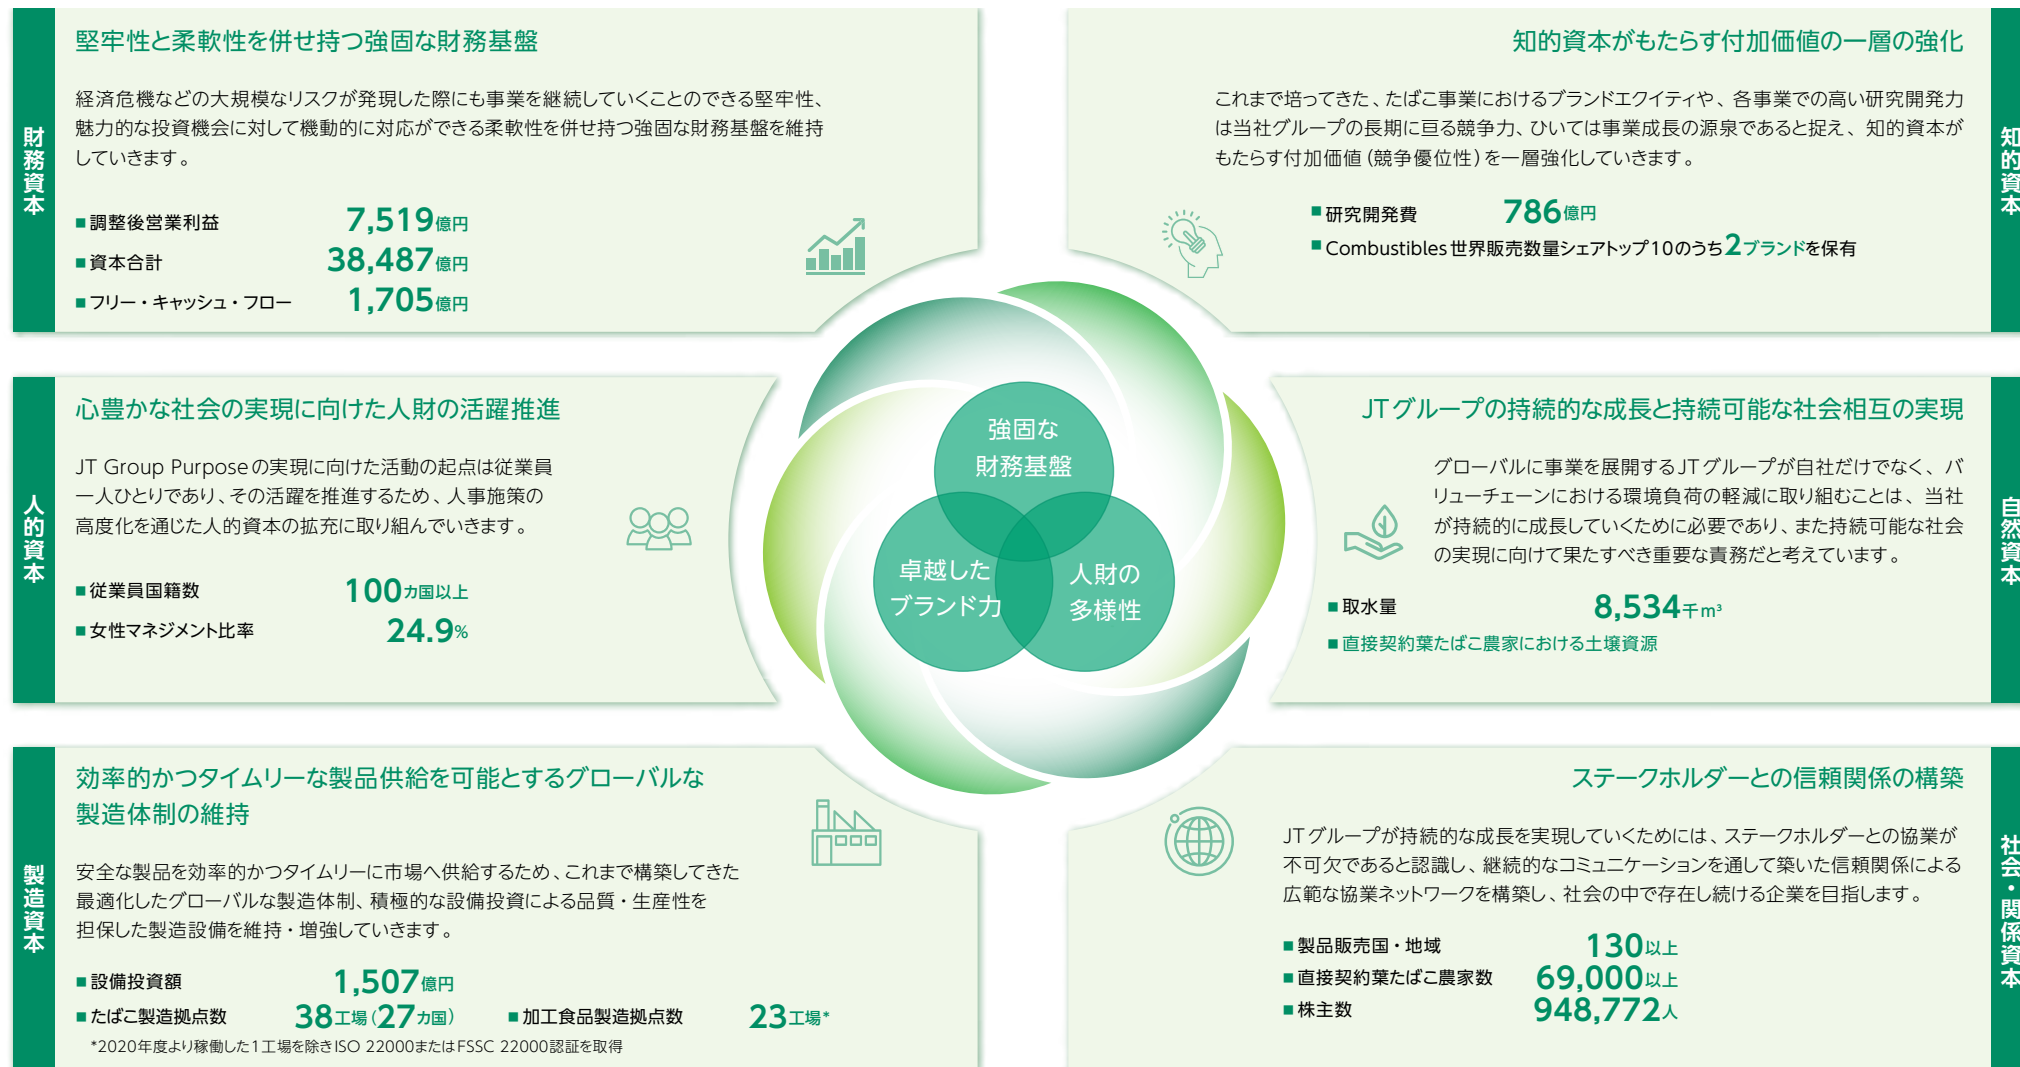 財務資本
堅牢性と柔軟性を併せ持つ強固な財務基盤
経済危機などの大規模なリスクが発現した際にも事業を継続していくことのできる堅牢性、
魅力的な投資機会に対して機動的に対応ができる柔軟性を併せ持つ強固な財務基盤を維持
していきます。
■調整後営業利益 7,519億円
■資本合計 38,487億円
■フリー・キャッシュ・フロー 1,705億円
知的資本
知的資本がもたらす付加価値の一層の強化
これまで培ってきた、たばこ事業におけるブランドエクイティや、各事業での高い研究開発力
は当社グループの長期に亘る競争力、ひいては事業成長の源泉であると捉え、知的資本が
もたらす付加価値（競争優位性）を一層強化していきます。
■研究開発費 786億円
■Combustibles世界販売数量シェアトップ10のうち2ブランドを保有
人的資本
心豊かな社会の実現に向けた人財の活躍推進
JT Group Purposeの実現に向けた活動の起点は従業員
一人ひとりであり、その活躍を推進するため、人事施策の
高度化を通じた人的資本の拡充に取り組んでいきます。
■従業員国籍数 100カ国以上
■女性マネジメント比率 24.9%
強固な
財務基盤
卓越した
ブランド力
人財の
多様性
自然資本
JTグループの持続的な成長と持続可能な社会相互の実現
グローバルに事業を展開するJTグループが自社だけでなく、バ
リューチェーンにおける環境負荷の軽減に取り組むことは、当社
が持続的に成長していくために必要であり、また持続可能な社会
の実現に向けて果たすべき重要な責務だと考えています。
■取水量 8,534千m³
■直接契約葉たばこ農家における土壌資源
製造資本
効率的かつタイムリーな製品供給を可能とするグローバルな
製造体制の維持
安全な製品を効率的かつタイムリーに市場へ供給するため、これまで構築してきた
最適化したグローバルな製造体制、積極的な設備投資による品質・生産性を
担保した製造設備を維持・増強していきます。
■設備投資額 1,507億円
■たばこ製造拠点数 38工場（27カ国） ■加工食品製造拠点数 23工場*
*2020年度より稼働した1工場を除きISO 22000またはFSSC 22000認証を取得
社会・関係資本
ステークホルダーとの信頼関係の構築
JTグループが持続的な成長を実現していくためには、ステークホルダーとの協業が
不可欠であると認識し、継続的なコミュニケーションを通して築いた信頼関係による
広範な協業ネットワークを構築し、社会の中で存在し続ける企業を目指します。
■製品販売国・地域 130以上
■直接契約葉たばこ農家数 69,000以上
■株主数 948,772人